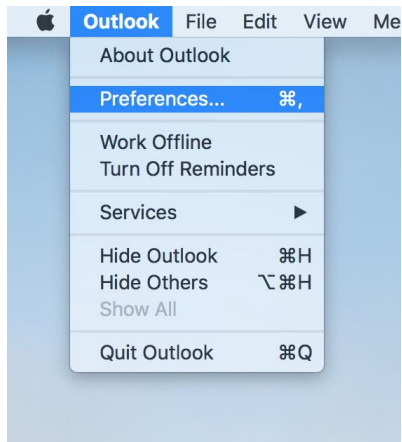 Outlook File Edit View Me
About Outlook
Preferences... ⌘,
Work Offline
Turn Off Reminders
Services ▶
Hide Outlook ⌘H
Hide Others ⌥⌘H
Show All
Quit Outlook ⌘Q